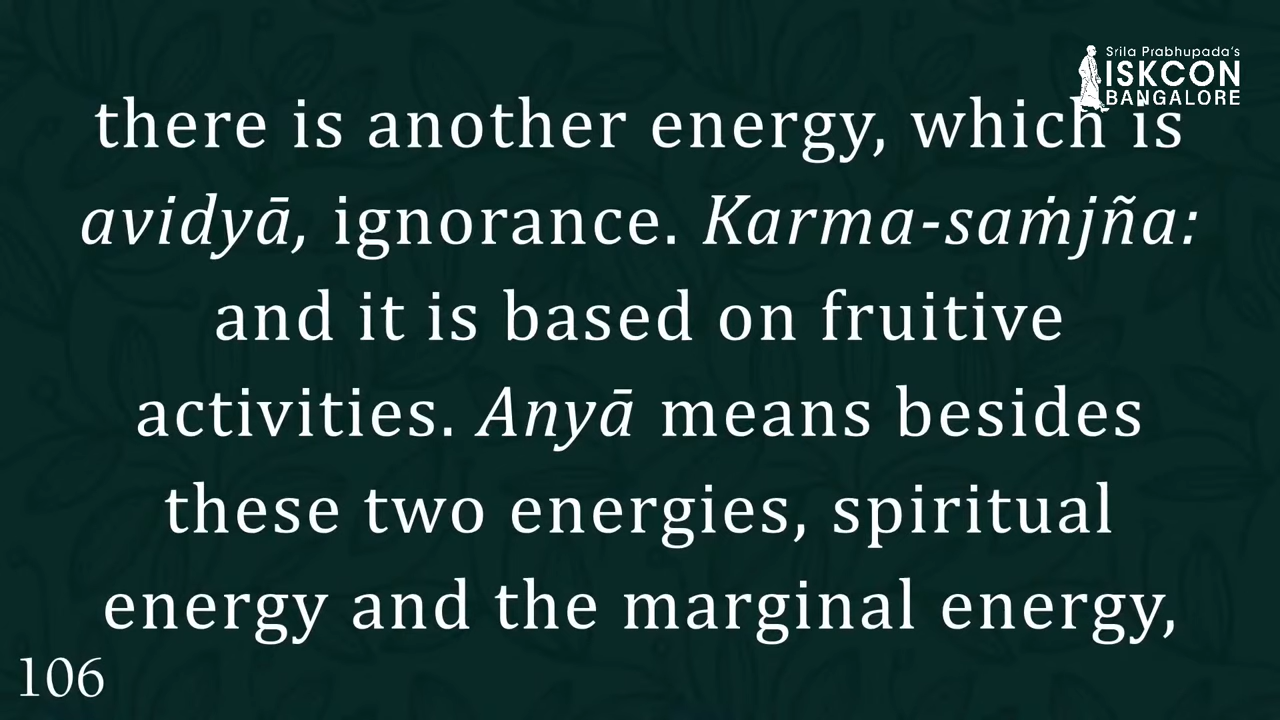 Srila Prabhupada's
ISKCON
BANGALORE
there is another energy, which is
avidyā, ignorance. Karma-saṁjña:
and it is based on fruitive
activities. Anyā means besides
these two energies, spiritual
energy and the marginal energy,
106